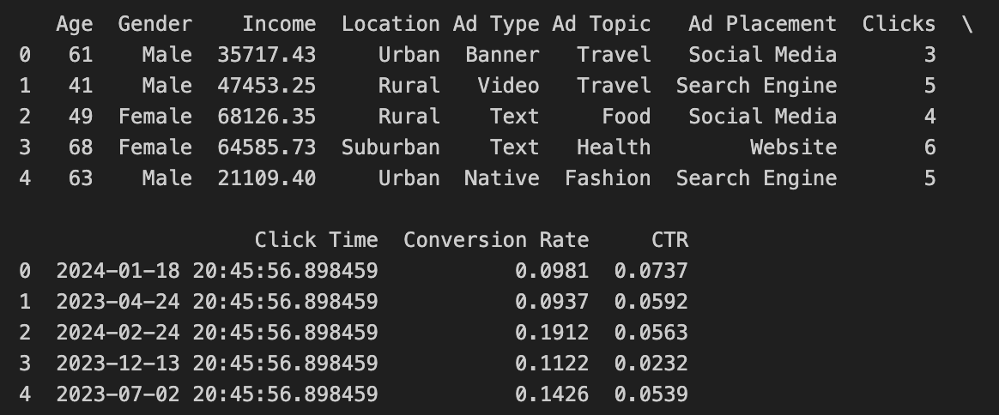 Age Gender Income Location Ad Type Ad Topic Ad Placement Clicks \
0 61 Male 35717.43 Urban Banner Travel Social Media 3
1 41 Male 47453.25 Rural Video Travel Search Engine 5
2 49 Female 68126.35 Rural Text Food Social Media 4
3 68 Female 64585.73 Suburban Text Health Website 6
4 63 Male 21109.40 Urban Native Fashion Search Engine 5
Click Time Conversion Rate CTR
0 2024-01-18 20:45:56.898459 0.0981 0.0737
1 2023-04-24 20:45:56.898459 0.0937 0.0592
2 2024-02-24 20:45:56.898459 0.1912 0.0563
3 2023-12-13 20:45:56.898459 0.1122 0.0232
4 2023-07-02 20:45:56.898459 0.1426 0.0539